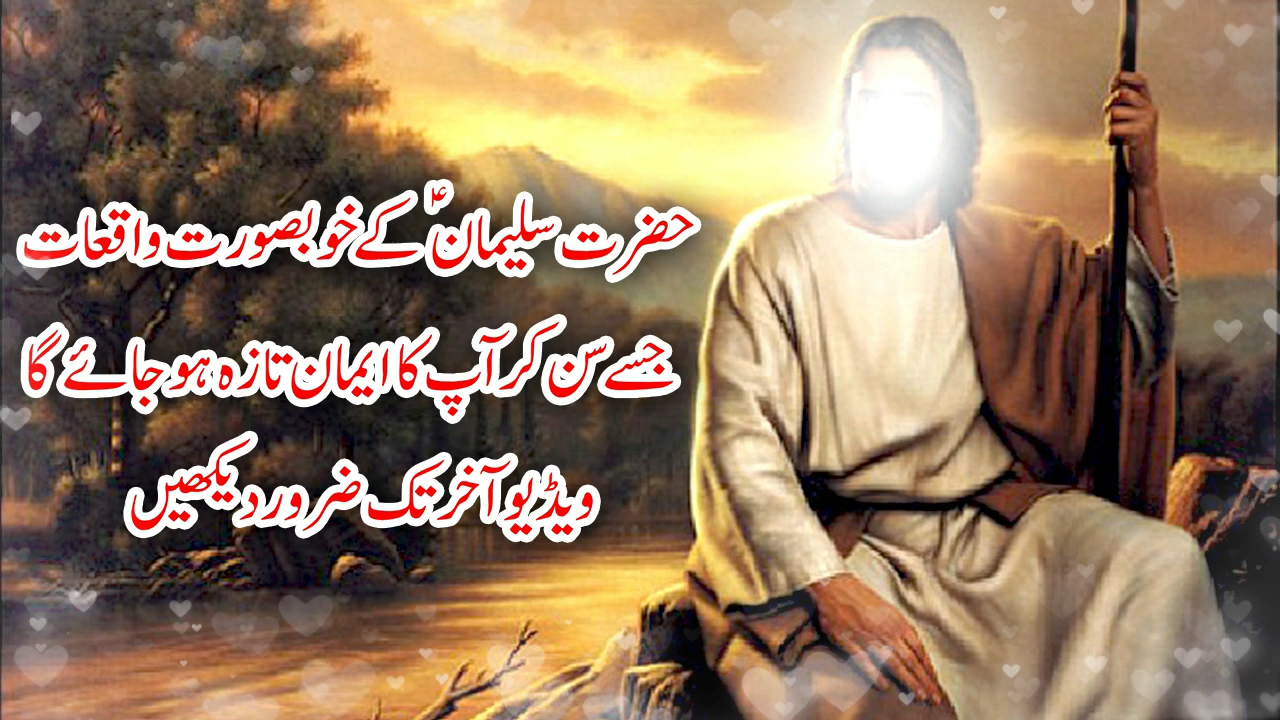 حضرت سلیمانؑ کے خوبصورت واقعات
جسے سن کر آپ کا ایمان تازہ ہو جائے گا
ویڈیو آخر تک ضرور دیکھیں